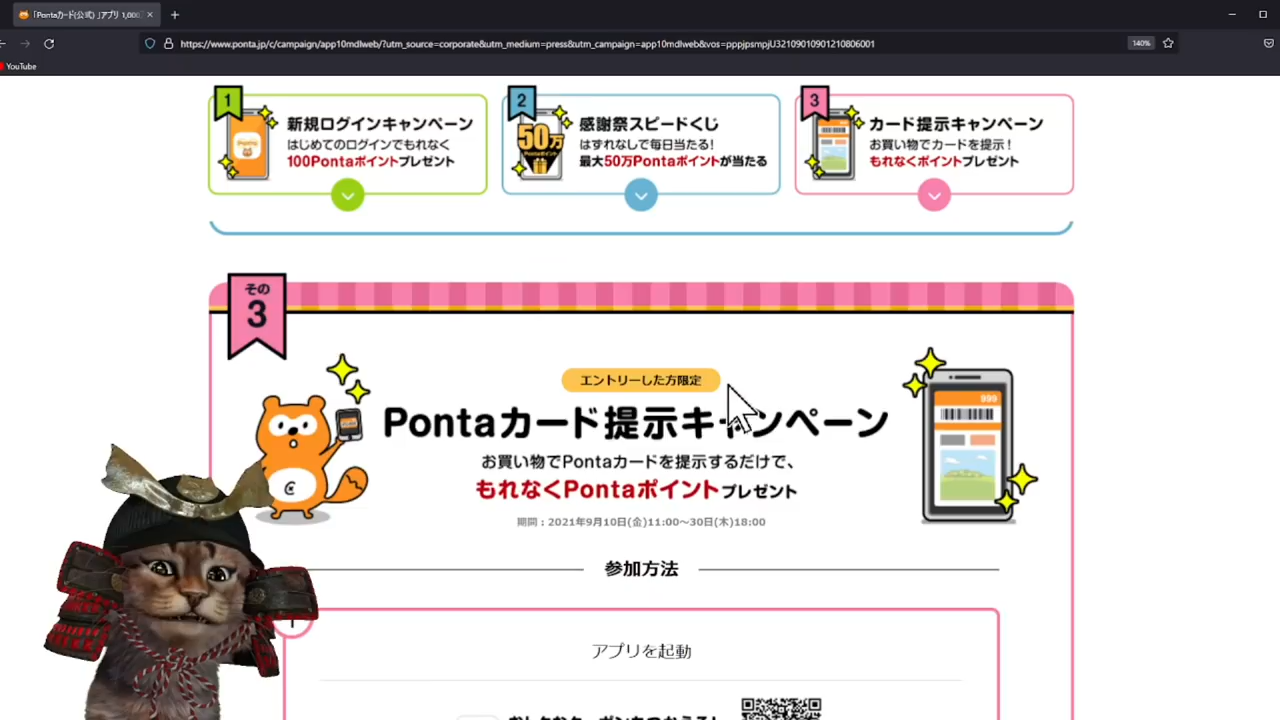 「Pontaカード(公式)」アプリ 1,000
https://www.ponta.jp/c/campaign/app10mdlweb/?utm_source=corporate&utm_medium=press&utm_campaign=app10mdlweb&vos=pppjpsmpjU32109010901210806001
140%
YouTube
1
新規ログインキャンペーン
はじめてのログインでもれなく
100Pontaポイントプレゼント
2
50万
感謝祭スピードくじ
はずれなしで毎日当たる!
最大50万Pontaポイントが当たる
3
カード提示キャンペーン
お買い物でカードを提示!
もれなくポイントプレゼント
その
3
エントリーした方限定
Pontaカード提示キャンペーン
お買い物でPontaカードを提示するだけで、
もれなくPontaポイントプレゼント
期間:2021年9月10日(金)11:00〜30日(木)18:00
999
参加方法
アプリを起動